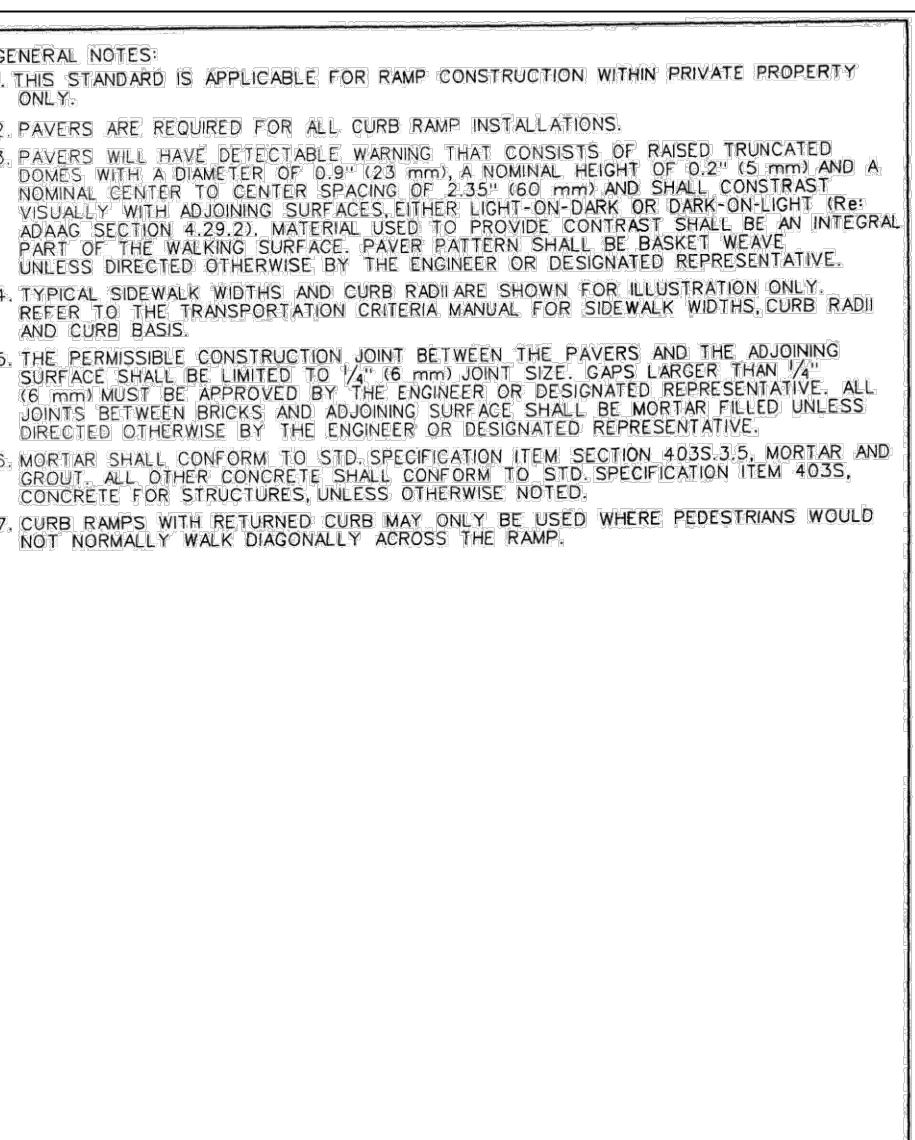 GENERAL NOTES:
1. THIS STANDARD IS APPLICABLE FOR RAMP CONSTRUCTION WITHIN PRIVATE PROPERTY
ONLY.
2. PAVERS ARE REQUIRED FOR ALL CURB RAMP INSTALLATIONS.
3. PAVERS WILL HAVE DETECTABLE WARNING THAT CONSISTS OF RAISED TRUNCATED
DOMES WITH A DIAMETER OF 0.9" (23 mm), A NOMINAL HEIGHT OF 0.2" (5 mm) AND A
NOMINAL CENTER TO CENTER SPACING OF 2.35" (60 mm) AND SHALL CONSTRAST
VISUALLY WITH ADJOINING SURFACES, EITHER LIGHT-ON-DARK OR DARK-ON-LIGHT (Re:
ADAAG SECTION 4.29.2). MATERIAL USED TO PROVIDE CONTRAST SHALL BE AN INTEGRAL
PART OF THE WALKING SURFACE. PAVER PATTERN SHALL BE BASKET WEAVE
UNLESS DIRECTED OTHERWISE BY THE ENGINEER OR DESIGNATED REPRESENTATIVE.
4. TYPICAL SIDEWALK WIDTHS AND CURB RADII ARE SHOWN FOR ILLUSTRATION ONLY.
REFER TO THE TRANSPORTATION CRITERIA MANUAL FOR SIDEWALK WIDTHS, CURB RADII
AND CURB BASIS.
5. THE PERMISSIBLE CONSTRUCTION JOINT BETWEEN THE PAVERS AND THE ADJOINING
SURFACE SHALL BE LIMITED TO 1/4" (6 mm) JOINT SIZE. GAPS LARGER THAN 1/4"
(6 mm) MUST BE APPROVED BY THE ENGINEER OR DESIGNATED REPRESENTATIVE. ALL
JOINTS BETWEEN BRICKS AND ADJOINING SURFACE SHALL BE MORTAR FILLED UNLESS
DIRECTED OTHERWISE BY THE ENGINEER OR DESIGNATED REPRESENTATIVE.
6. MORTAR SHALL CONFORM TO STD. SPECIFICATION ITEM SECTION 403S.3.5, MORTAR AND
GROUT. ALL OTHER CONCRETE SHALL CONFORM TO STD. SPECIFICATION ITEM 403S,
CONCRETE FOR STRUCTURES, UNLESS OTHERWISE NOTED.
7. CURB RAMPS WITH RETURNED CURB MAY ONLY BE USED WHERE PEDESTRIANS WOULD
NOT NORMALLY WALK DIAGONALLY ACROSS THE RAMP.